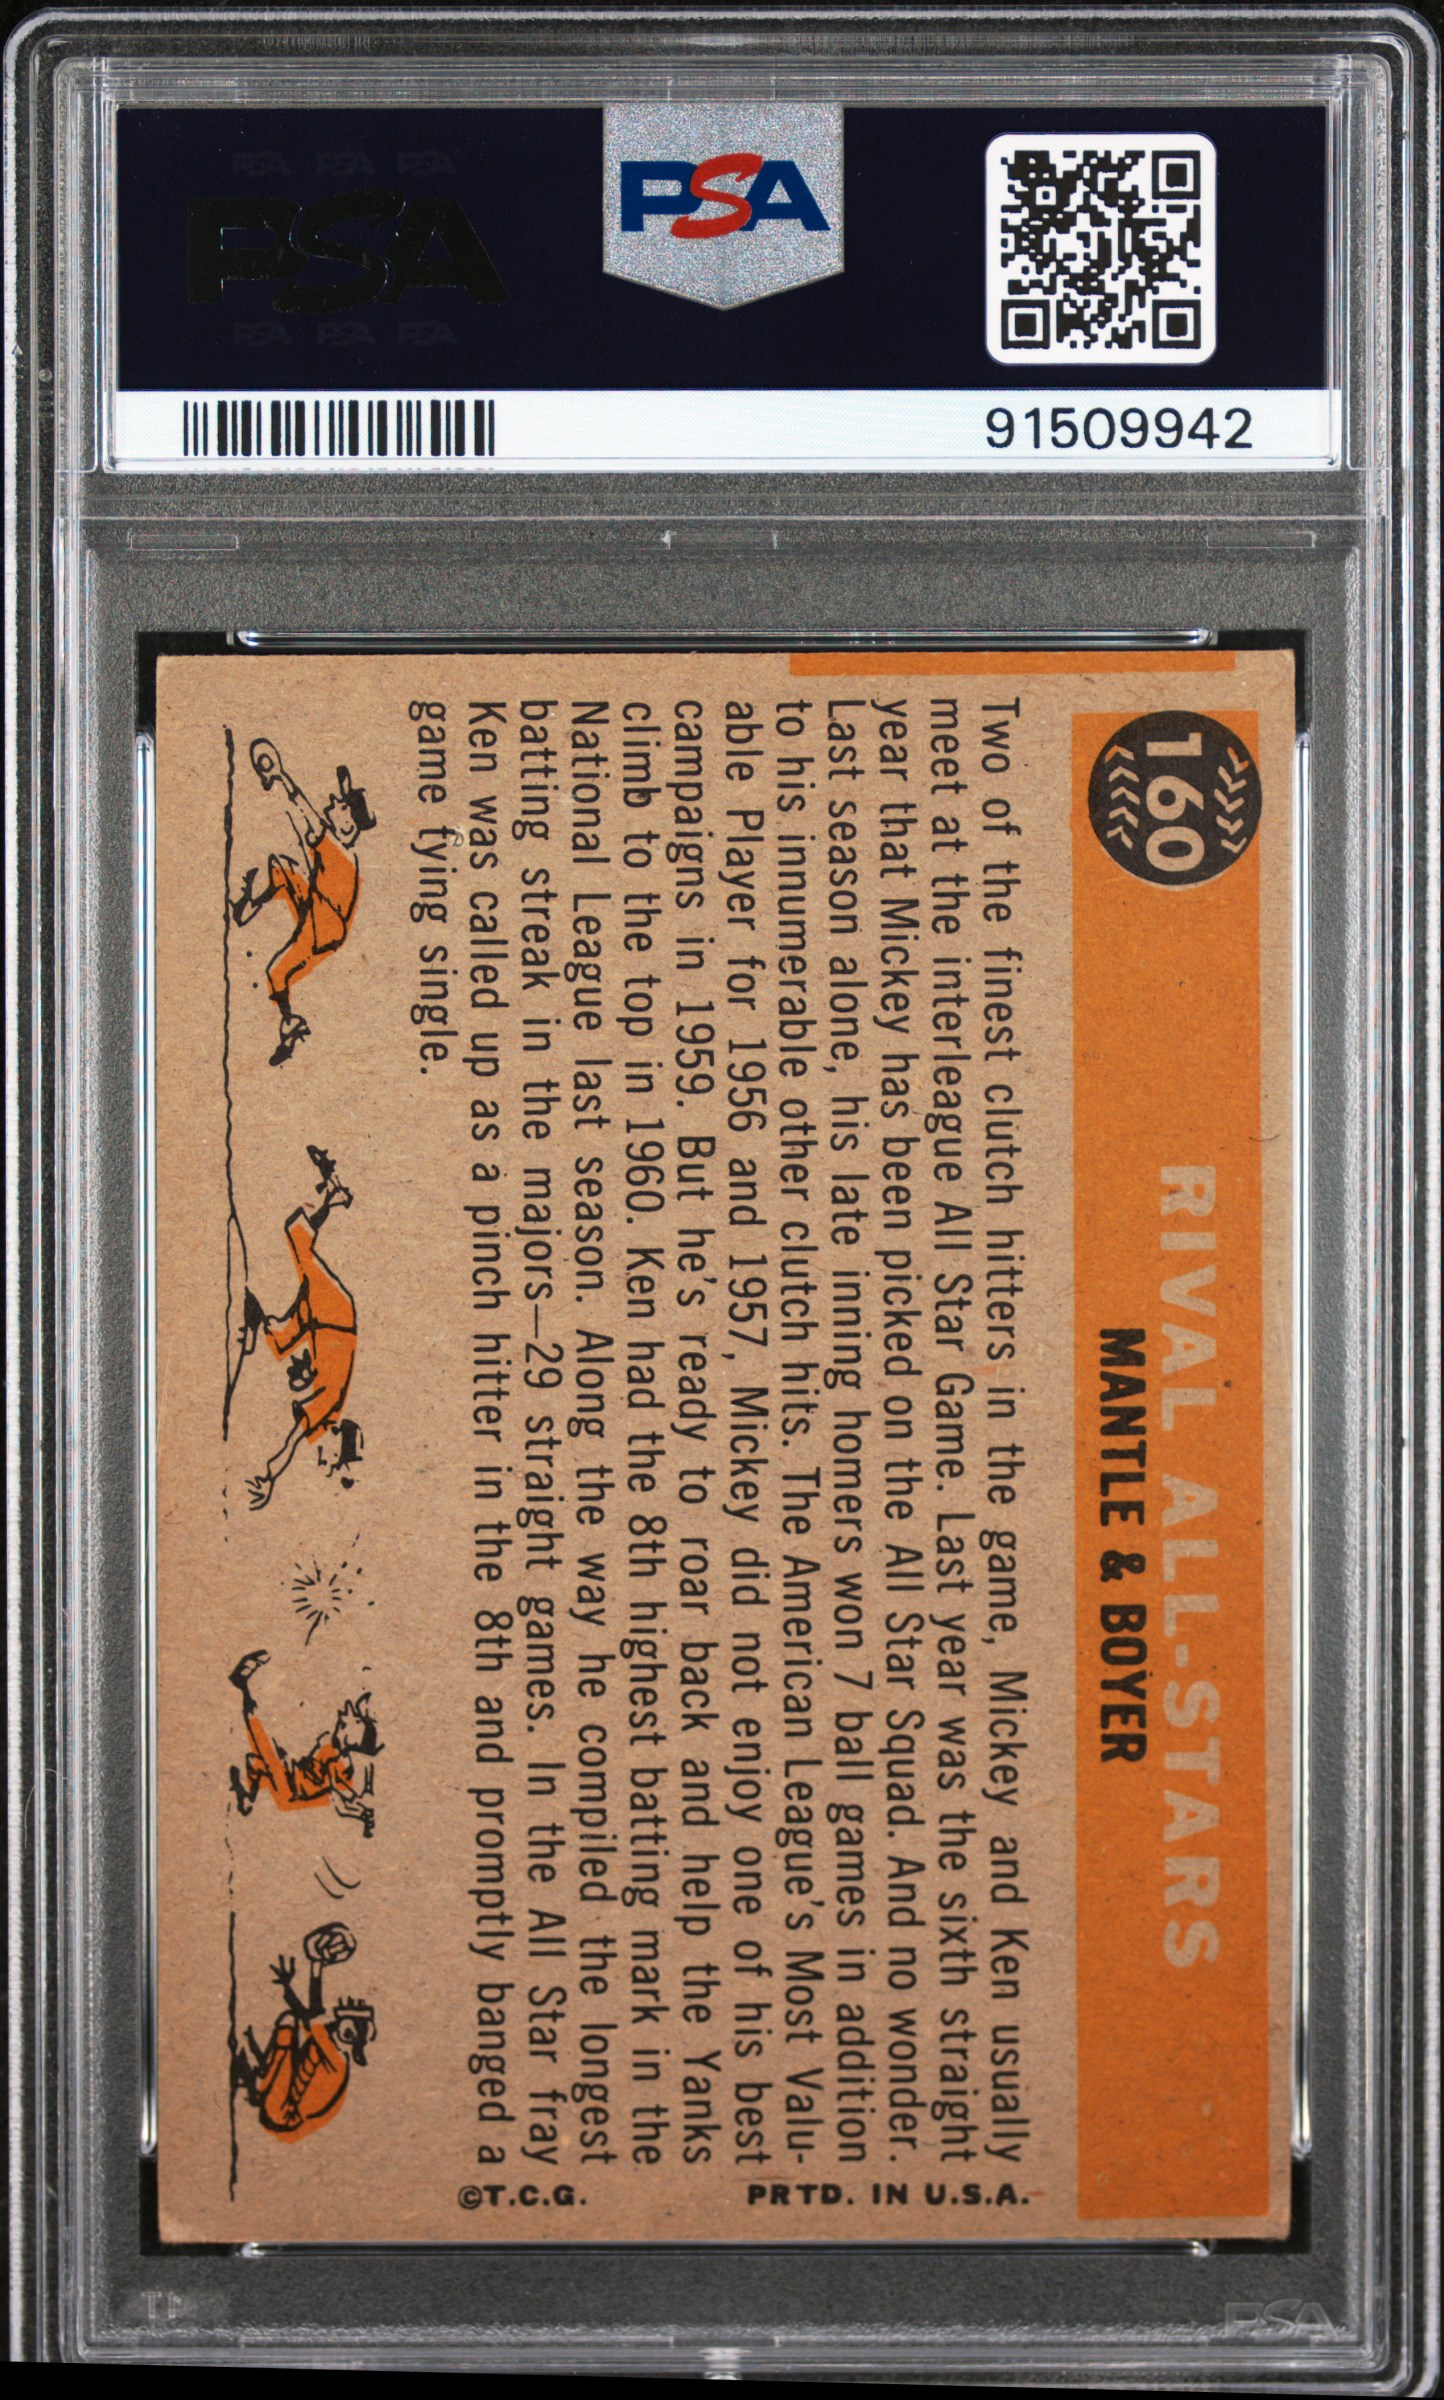 PSA PSA PSA
PSA
PSA PSA PSA
PSA
91509942
160
RIVAL ALL-STARS
MANTLE & BOYER
Two of the finest clutch hitters in the game, Mickey and Ken usually
meet at the interleague All Star Game. Last year was the sixth straight
year that Mickey has been picked on the All Star Squad. And no wonder.
Last season alone, his late inning homers won 7 ball games in addition
to his innumerable other clutch hits. The American League's Most Valu-
able Player for 1956 and 1957, Mickey did not enjoy one of his best
campaigns in 1959. But he's ready to roar back and help the Yanks
climb to the top in 1960. Ken had the 8th highest batting mark in the
National League last season. Along the way he compiled the longest
batting streak in the majors—29 straight games. In the All Star fray
Ken was called up as a pinch hitter in the 8th and promptly banged a
game tying single.
PRTD. IN U.S.A.
©T.C.G.
PSA